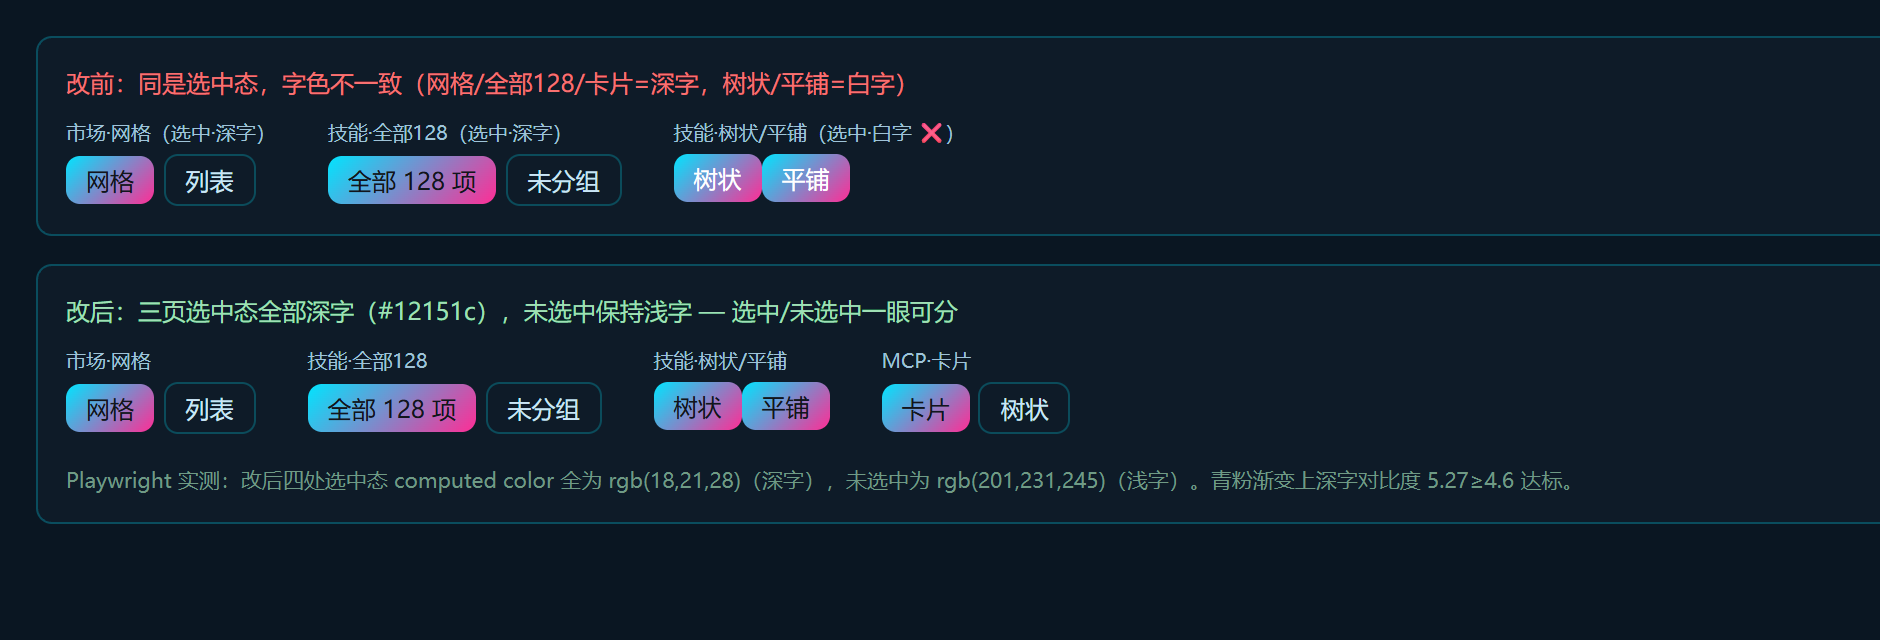 改前：同是选中态，字色不一致（网格/全部128/卡片=深字，树状/平铺=白字）
市场·网格（选中·深字） 技能·全部128（选中·深字） 技能·树状/平铺（选中·白字 ❌）
网格 列表 全部 128 项 未分组 树状 平铺
改后：三页选中态全部深字（#12151c），未选中保持浅字 — 选中/未选中一眼可分
市场·网格 技能·全部128 技能·树状/平铺 MCP·卡片
网格 列表 全部 128 项 未分组 树状 平铺 卡片 树状
Playwright 实测：改后四处选中态 computed color 全为 rgb(18,21,28)（深字），未选中为 rgb(201,231,245)（浅字）。青粉渐变上深字对比度 5.27≥4.6 达标。